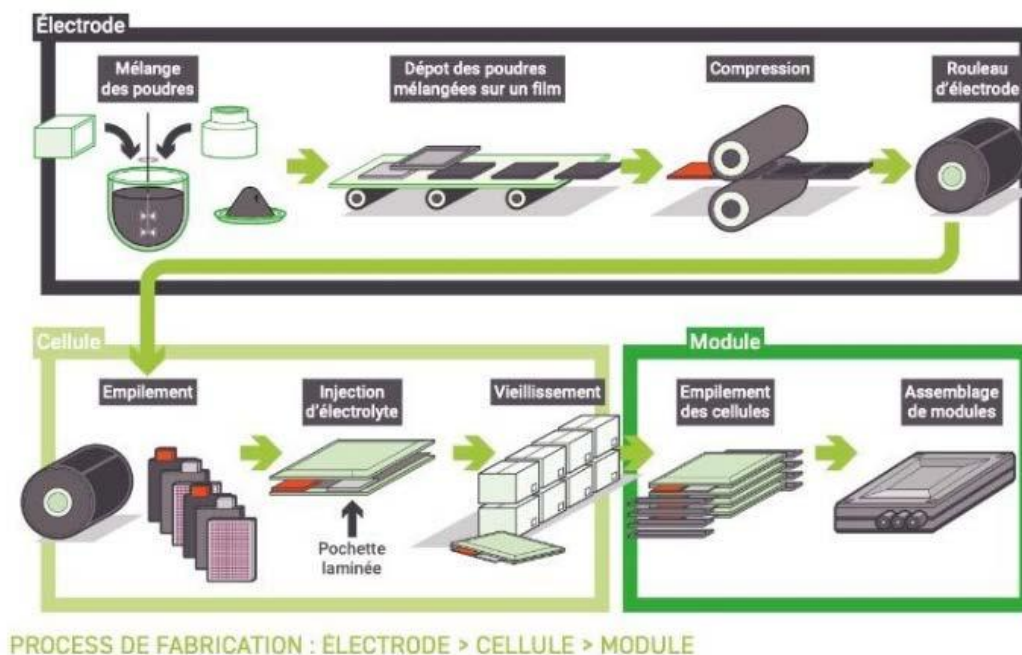 Électrode
Mélange
des poudres
Dépot des poudres
mélangées sur un film
Compression
Rouleau
d'électrode
Cellule
Empilement
Injection
d'électrolyte
Vieillissement
Pochette
laminée
Module
Empilement
des cellules
Assemblage
de modules
PROCESS DE FABRICATION : ÉLECTRODE > CELLULE > MODULE